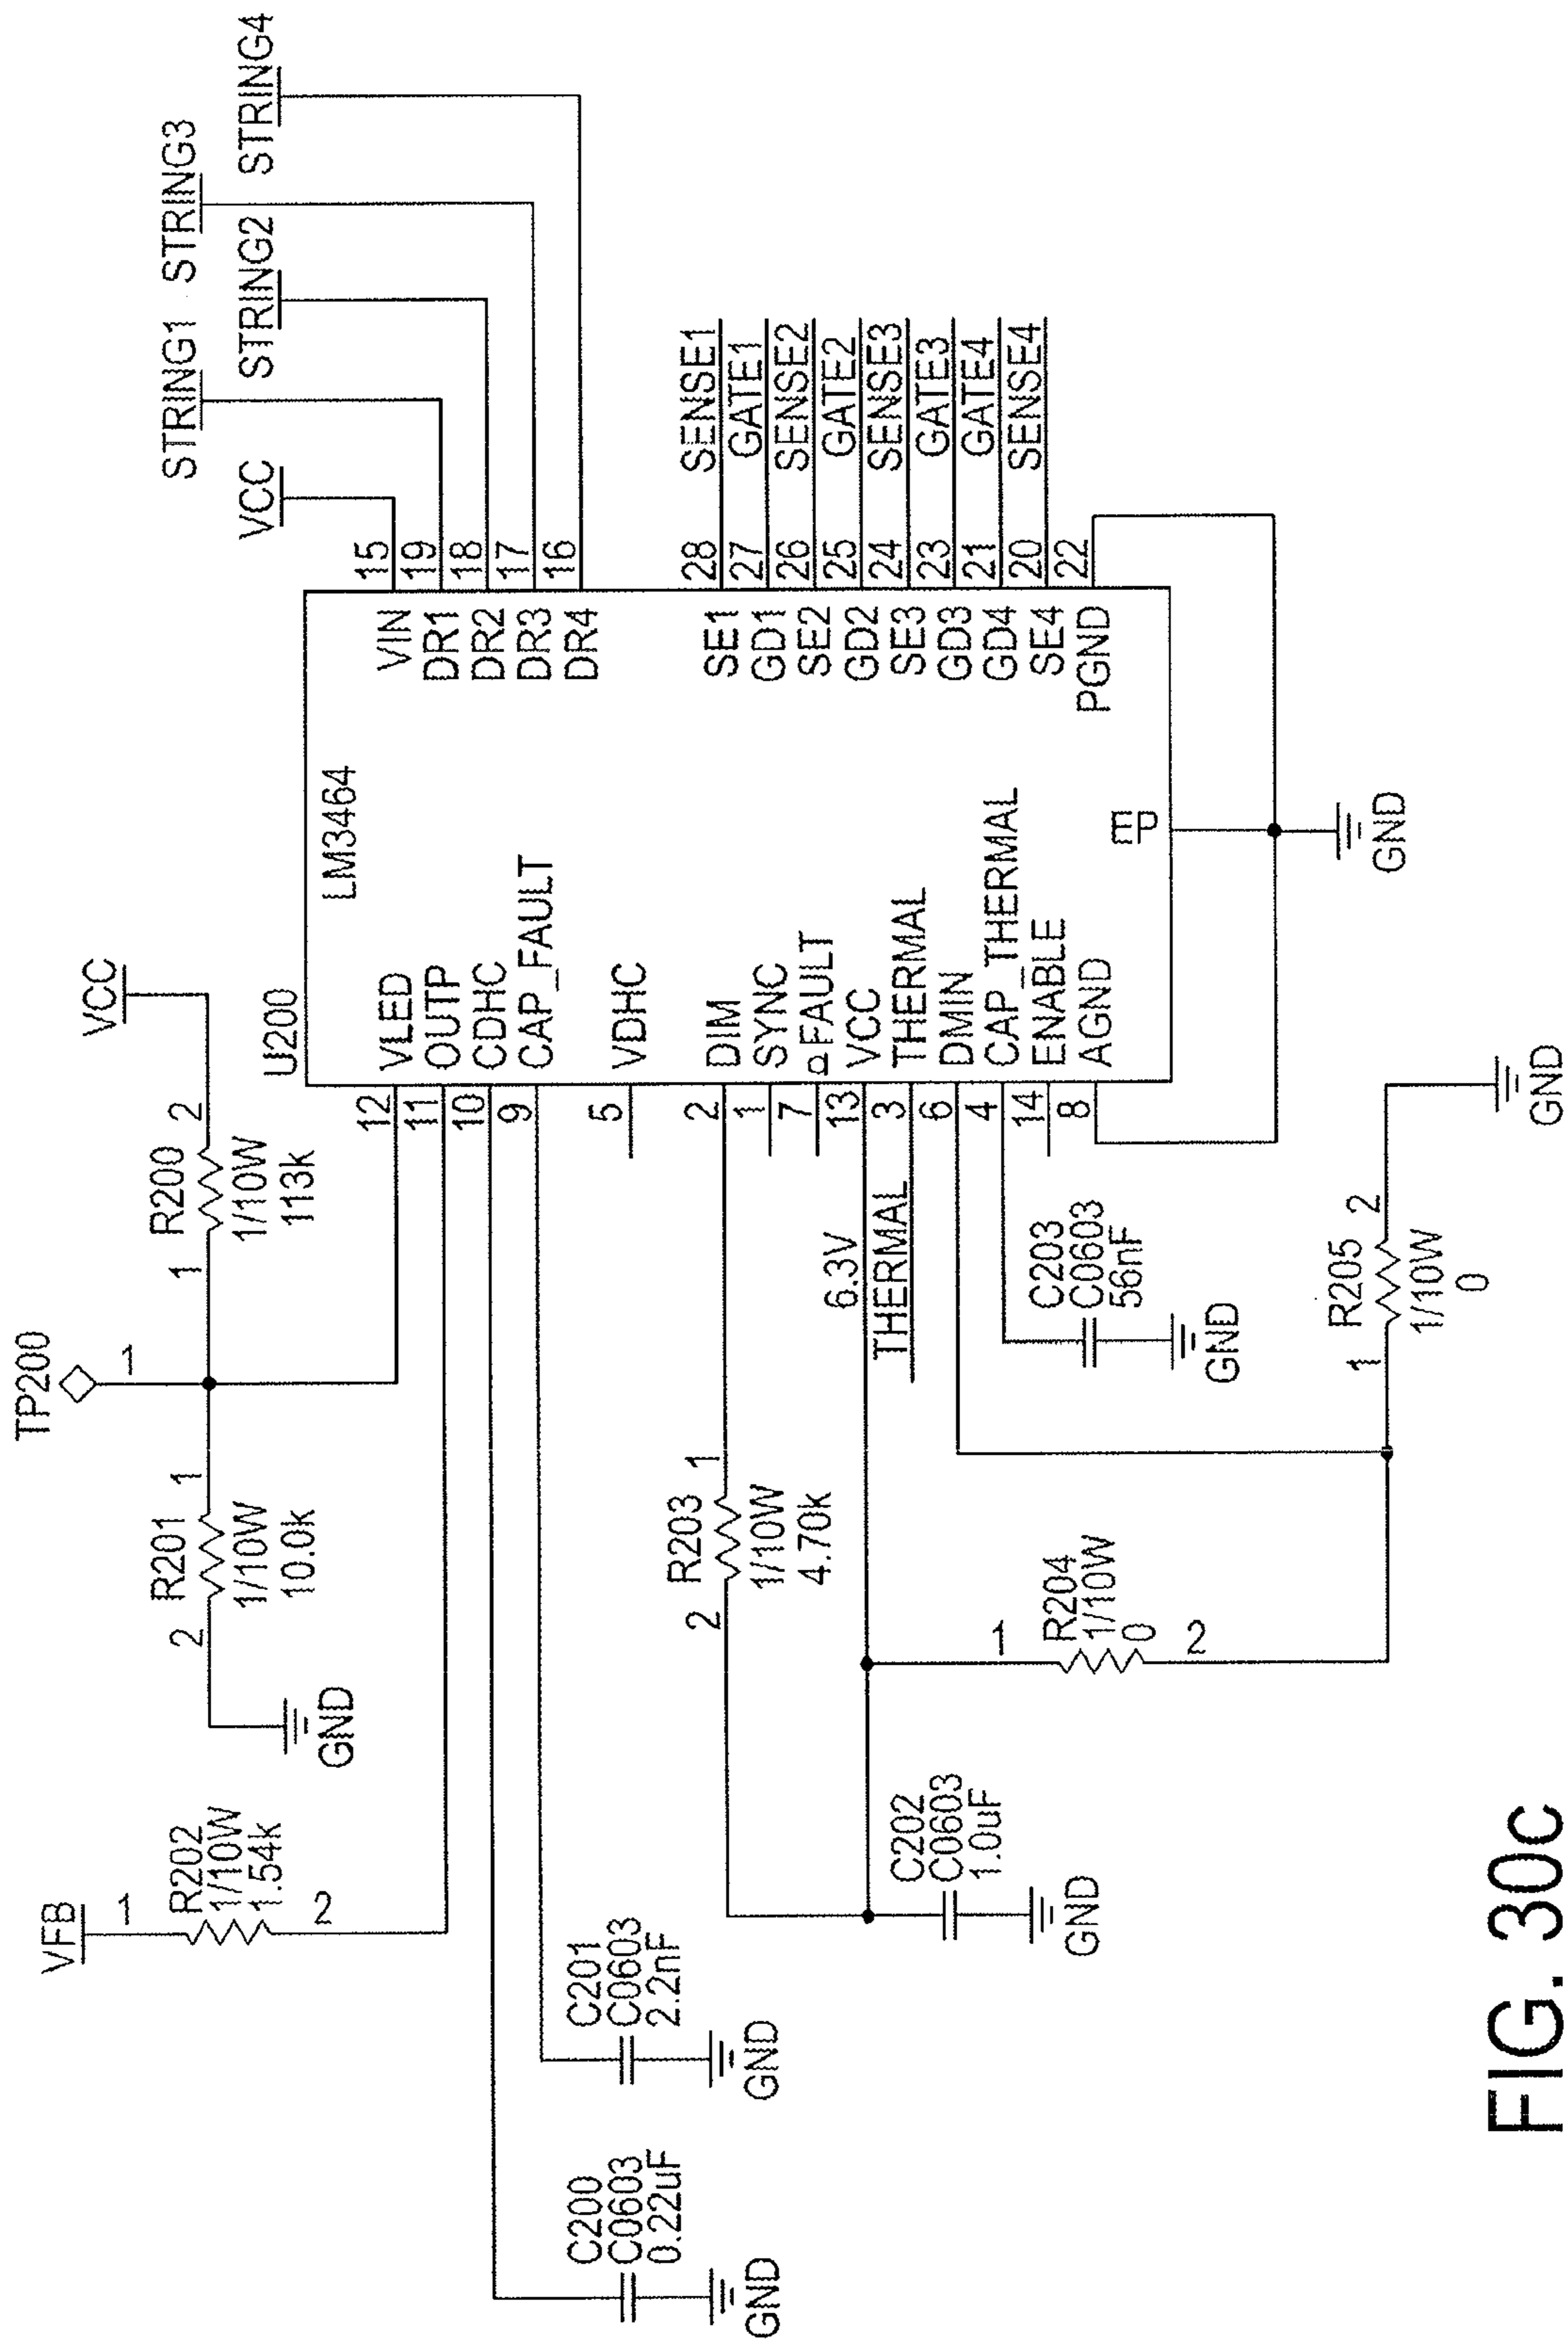 TP200
1
VCC
R201
1/10W
10.0k
2
1
R200
1/10W
113k
1
2
GND
VFB
1
R202
1/10W
1.54k
2
C200
C0603
0.22uF
GND
C201
C0603
2.2nF
GND
R203
1/10W
4.70k
2
1
C202
C0603
1.0uF
GND
6.3V
THERMAL
R204
1/10W
0
1
2
C203
C0603
56nF
GND
R205
1/10W
0
1
2
GND
U200
LM3464
12 VLED
11 OUTP
10 CDHC
9 CAP_FAULT
5 VDHC
2 DIM
1 SYNC
7 FAULT
13 VCC
3 THERMAL
6 DMIN
4 CAP_THERMAL
14 ENABLE
8 AGND
EP
GND
VIN 15
DR1 19
DR2 18
DR3 17
DR4 16
SE1 28 SENSE1
GD1 27 GATE1
SE2 26 SENSE2
GD2 25 GATE2
SE3 24 SENSE3
GD3 23 GATE3
GD4 21 GATE4
SE4 20 SENSE4
PGND 22
VCC
STRING1
STRING2
STRING3
STRING4
FIG. 30c